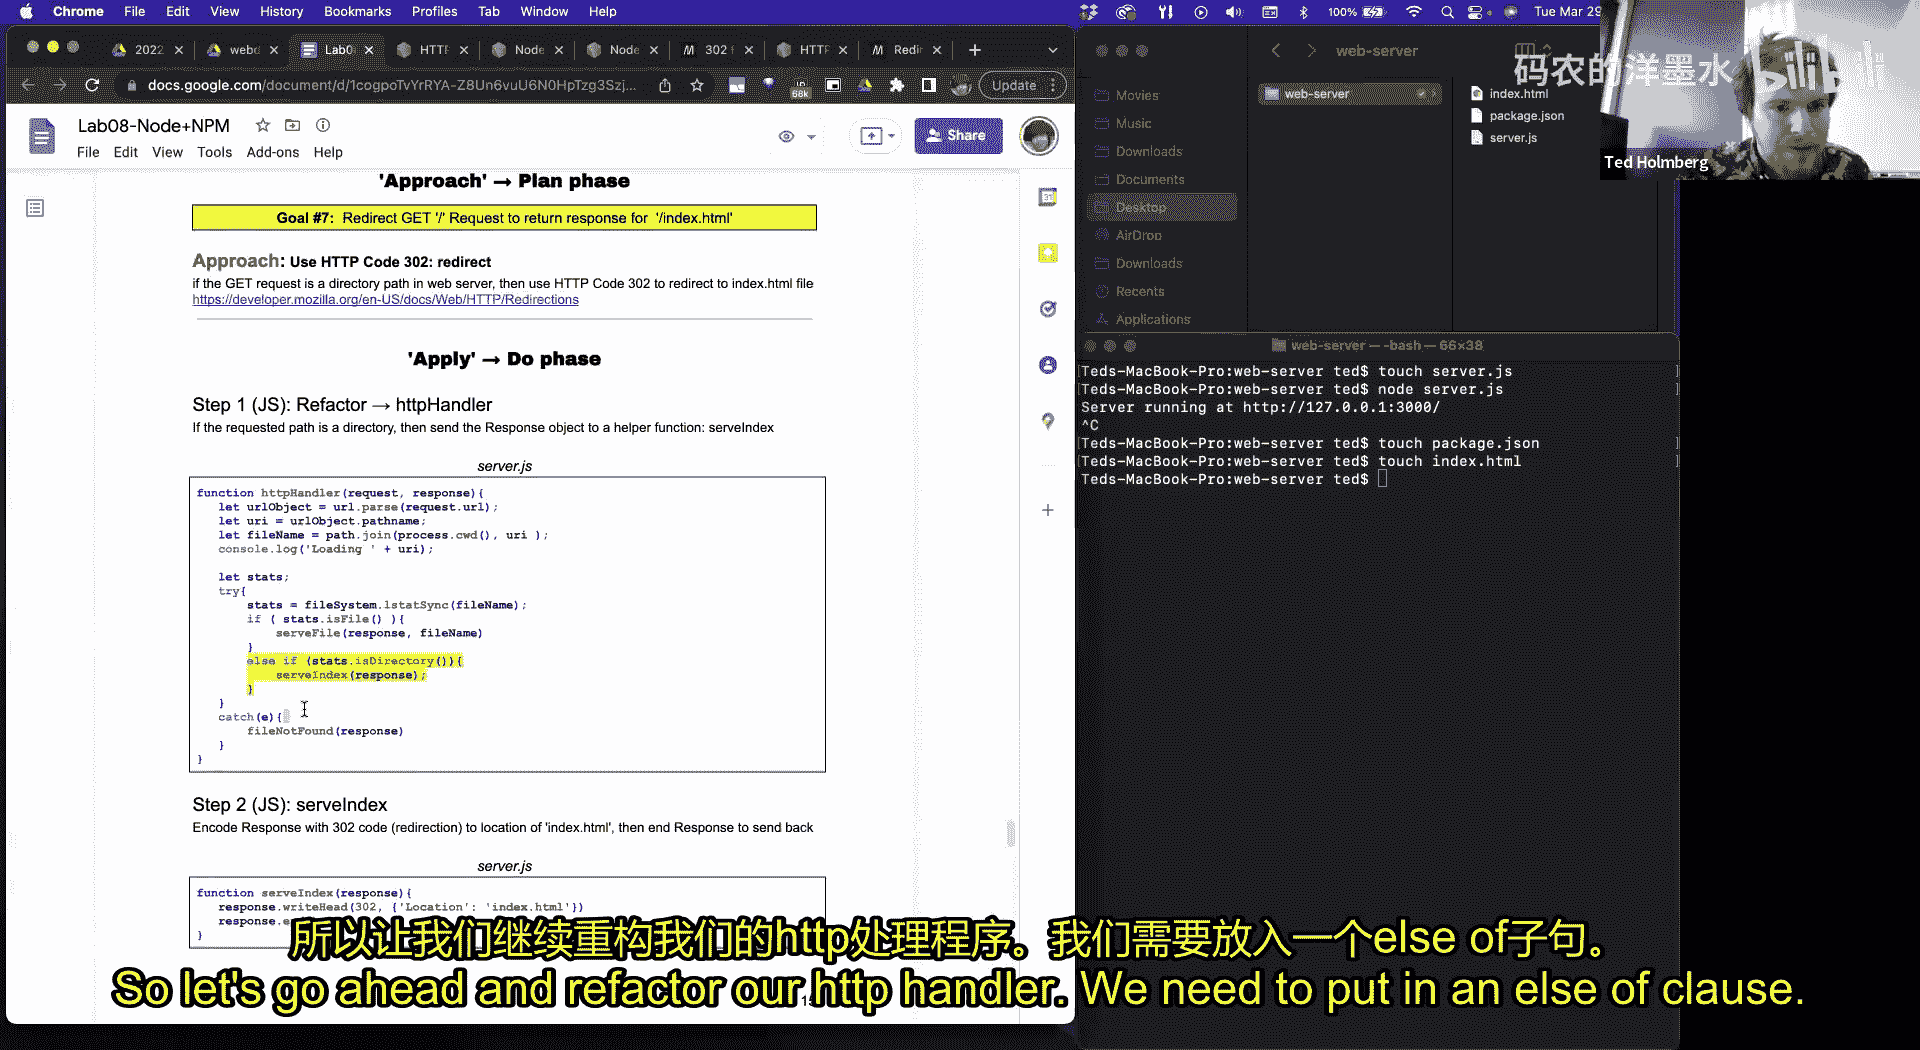 Chrome File Edit View History Bookmarks Profiles Tab Window Help
100% Tue Mar 29
2022 webd Lab0 HTTP Node Node 302 f HTTP Redir
docs.google.com/document/d/1cogpoTvYrRYA-Z8Un6vuU6N0HpTzg3Szj...
68k
Update
Lab08-Node+NPM
File Edit View Tools Add-ons Help
Share
'Approach' → Plan phase
Goal #7: Redirect GET '/' Request to return response for '/index.html'
Approach: Use HTTP Code 302: redirect
if the GET request is a directory path in web server, then use HTTP Code 302 to redirect to index.html file
https://developer.mozilla.org/en-US/docs/Web/HTTP/Redirections
'Apply' → Do phase
Step 1 (JS): Refactor → httpHandler
If the requested path is a directory, then send the Response object to a helper function: serveIndex
server.js
function httpHandler(request, response){
let urlObject = url.parse(request.url);
let uri = urlObject.pathname;
let fileName = path.join(process.cwd(), uri );
console.log('Loading ' + uri);
let stats;
try{
stats = fileSystem.lstatSync(fileName);
if ( stats.isFile() ){
serveFile(response, fileName)
}
else if (stats.isDirectory()){
serveIndex(response);
}
}
catch(e){
fileNotFound(response)
}
}
Step 2 (JS): serveIndex
Encode Response with 302 code (redirection) to location of 'index.html', then end Response to send back
server.js
function serveIndex(response){
response.writeHead(302, {'Location': 'index.html'})
response.e
}
web-server
Movies
Music
Downloads
Documents
Desktop
AirDrop
Downloads
Recents
Applications
web-server
index.html
package.json
server.js
码农的洋墨水 bilibili
Ted Holmberg
web-server — -bash — 66×38
Teds-MacBook-Pro:web-server ted$ touch server.js
Teds-MacBook-Pro:web-server ted$ node server.js
Server running at http://127.0.0.1:3000/
^C
Teds-MacBook-Pro:web-server ted$ touch package.json
Teds-MacBook-Pro:web-server ted$ touch index.html
Teds-MacBook-Pro:web-server ted$
所以让我们继续重构我们的http处理程序。我们需要放入一个else of子句。
So let's go ahead and refactor our http handler. We need to put in an else of clause.